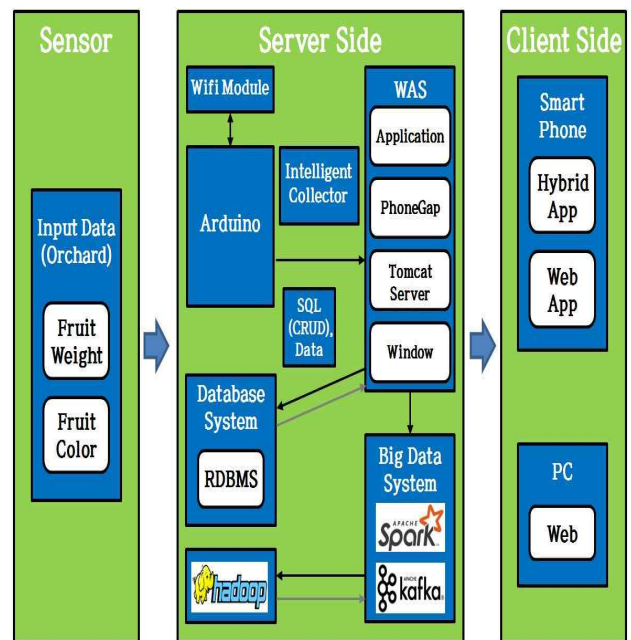 Sensor
Input Data
(Orchard)
Fruit
Weight
Fruit
Color
Server Side
Wifi Module
Arduino
Intelligent
Collector
SQL
(CRUD),
Data
Database
System
RDBMS
hadoop
WAS
Application
PhoneGap
Tomcat
Server
Window
Big Data
System
APACHE
Spark
APACHE
kafka
Client Side
Smart
Phone
Hybrid
App
Web
App
PC
Web